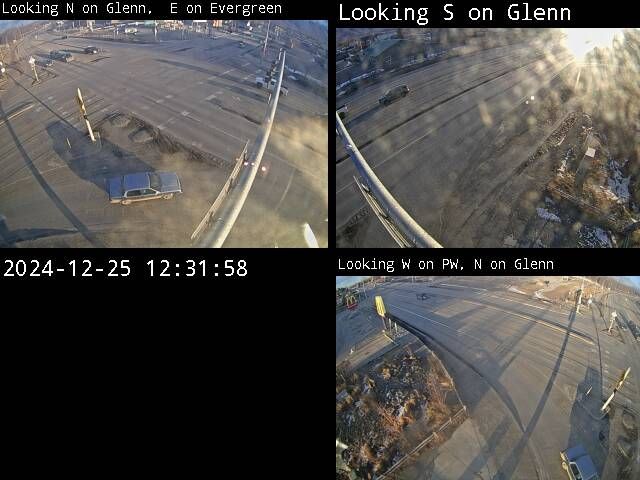 Looking N on Glenn,  E on Evergreen
Looking S on Glenn
2024-12-25 12:31:58
Looking W on PW, N on Glenn